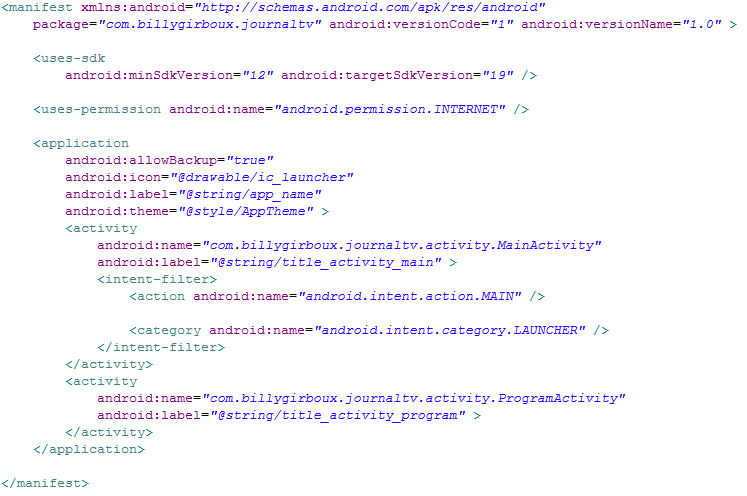 <manifest xmlns:android="http://schemas.android.com/apk/res/android"
package="com.billygirboux.journaltv" android:versionCode="1" android:versionName="1.0" >
<uses-sdk
android:minSdkVersion="12" android:targetSdkVersion="19" />
<uses-permission android:name="android.permission.INTERNET" />
<application
android:allowBackup="true"
android:icon="@drawable/ic_launcher"
android:label="@string/app_name"
android:theme="@style/AppTheme" >
<activity
android:name="com.billygirboux.journaltv.activity.MainActivity"
android:label="@string/title_activity_main" >
<intent-filter>
<action android:name="android.intent.action.MAIN" />
<category android:name="android.intent.category.LAUNCHER" />
</intent-filter>
</activity>
<activity
android:name="com.billygirboux.journaltv.activity.ProgramActivity"
android:label="@string/title_activity_program" >
</activity>
</application>
</manifest>